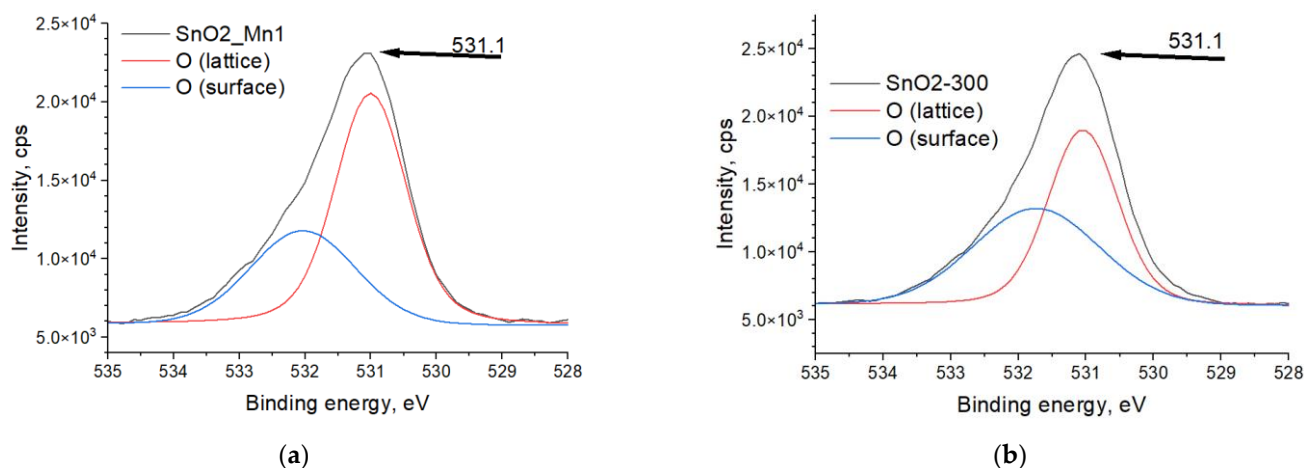 2.5×10⁴
2.0×10⁴
1.5×10⁴
1.0×10⁴
5.0×10³
Intensity, cps
SnO2_Mn1
O (lattice)
O (surface)
531.1
535 534 533 532 531 530 529 528
Binding energy, eV
(a)
2.5×10⁴
2.0×10⁴
1.5×10⁴
1.0×10⁴
5.0×10³
Intensity, cps
SnO2-300
O (lattice)
O (surface)
531.1
535 534 533 532 531 530 529 528
Binding energy, eV
(b)